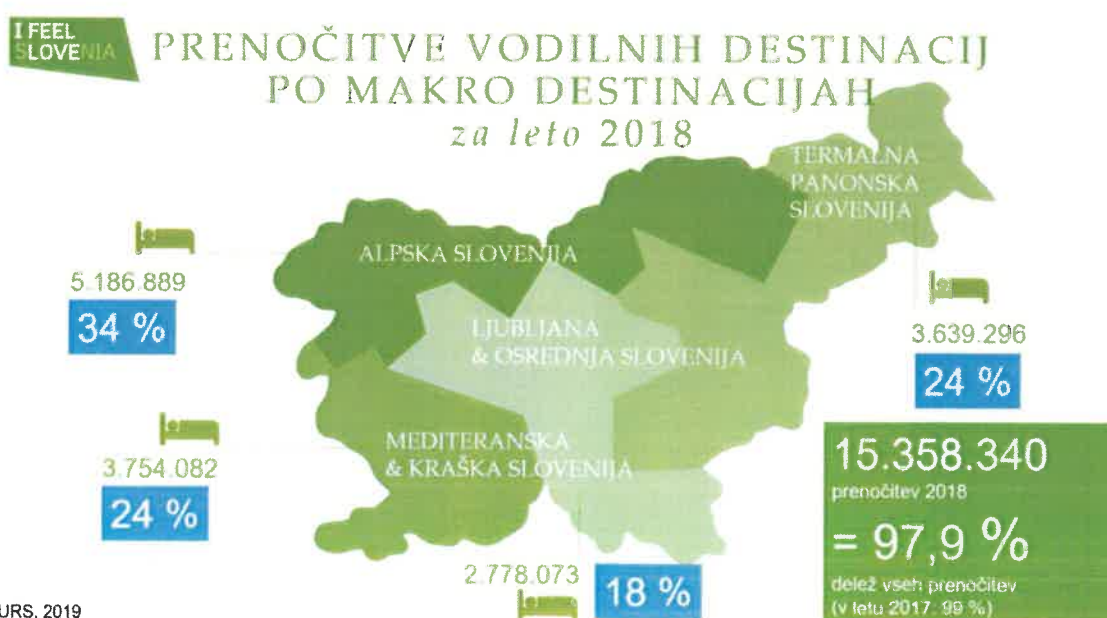 I FEEL
SLOVENIA
PRENOČITVE VODILNIH DESTINACIJ
PO MAKRO DESTINACIJAH
za leto 2018
TERMALNA
PANONSKA
SLOVENIJA
ALPSKA SLOVENIJA
5.186.889
34 %
LJUBLJANA
& OSREDNJA SLOVENIJA
3.639.296
24 %
MEDITERANSKA
& KRAŠKA SLOVENIJA
3.754.082
24 %
15.358.340
prenočitev 2018
= 97,9 %
delež vseh prenočitev
(v letu 2017: 99 %)
2.778.073
18 %
URS, 2019